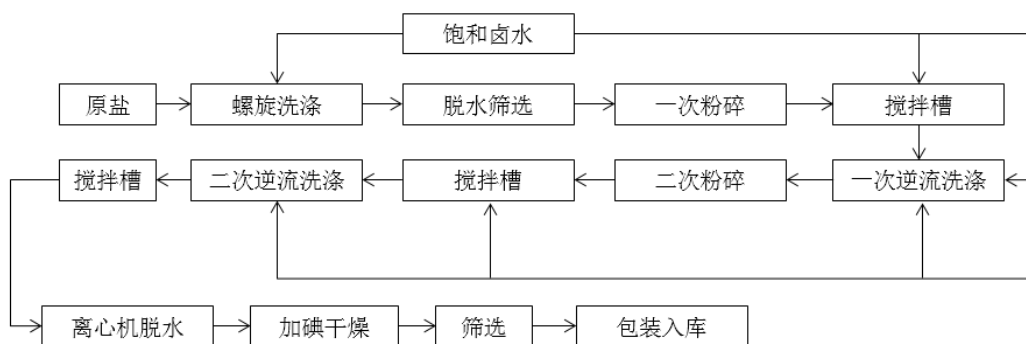 饱和卤水
原盐
螺旋洗涤
脱水筛选
一次粉碎
搅拌槽
搅拌槽
二次逆流洗涤
搅拌槽
二次粉碎
一次逆流洗涤
离心机脱水
加碘干燥
筛选
包装入库